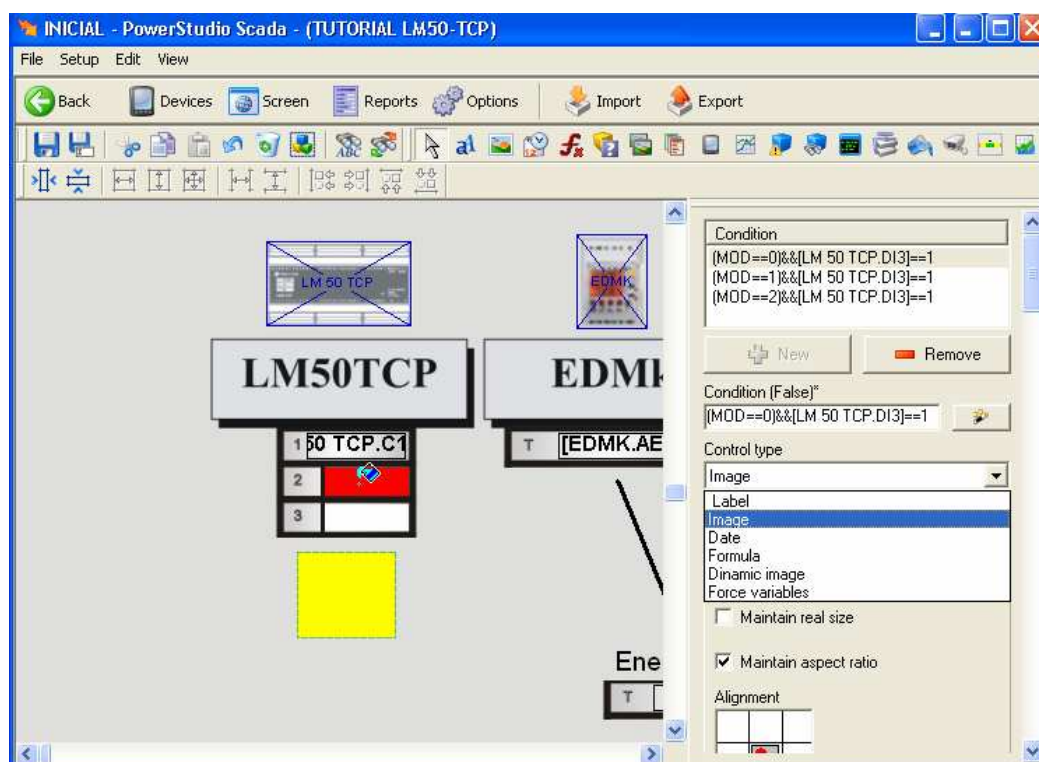 INICIAL - PowerStudio Scada - (TUTORIAL LM50-TCP)
File Setup Edit View
Back Devices Screen Reports Options Import Export
Condition
(MOD==0)&&[LM 50 TCP.DI3]==1
(MOD==1)&&[LM 50 TCP.DI3]==1
(MOD==2)&&[LM 50 TCP.DI3]==1
New Remove
Condition (False)*
(MOD==0)&&[LM 50 TCP.DI3]==1
Control type
Image
Label
Image
Date
Formula
Dinamic image
Force variables
Maintain real size
Maintain aspect ratio
Alignment
LM 50 TCP
EDMK
LM50TCP
EDMk
1 50 TCP.C1
2
3
T [EDMK.AE
Ene
T